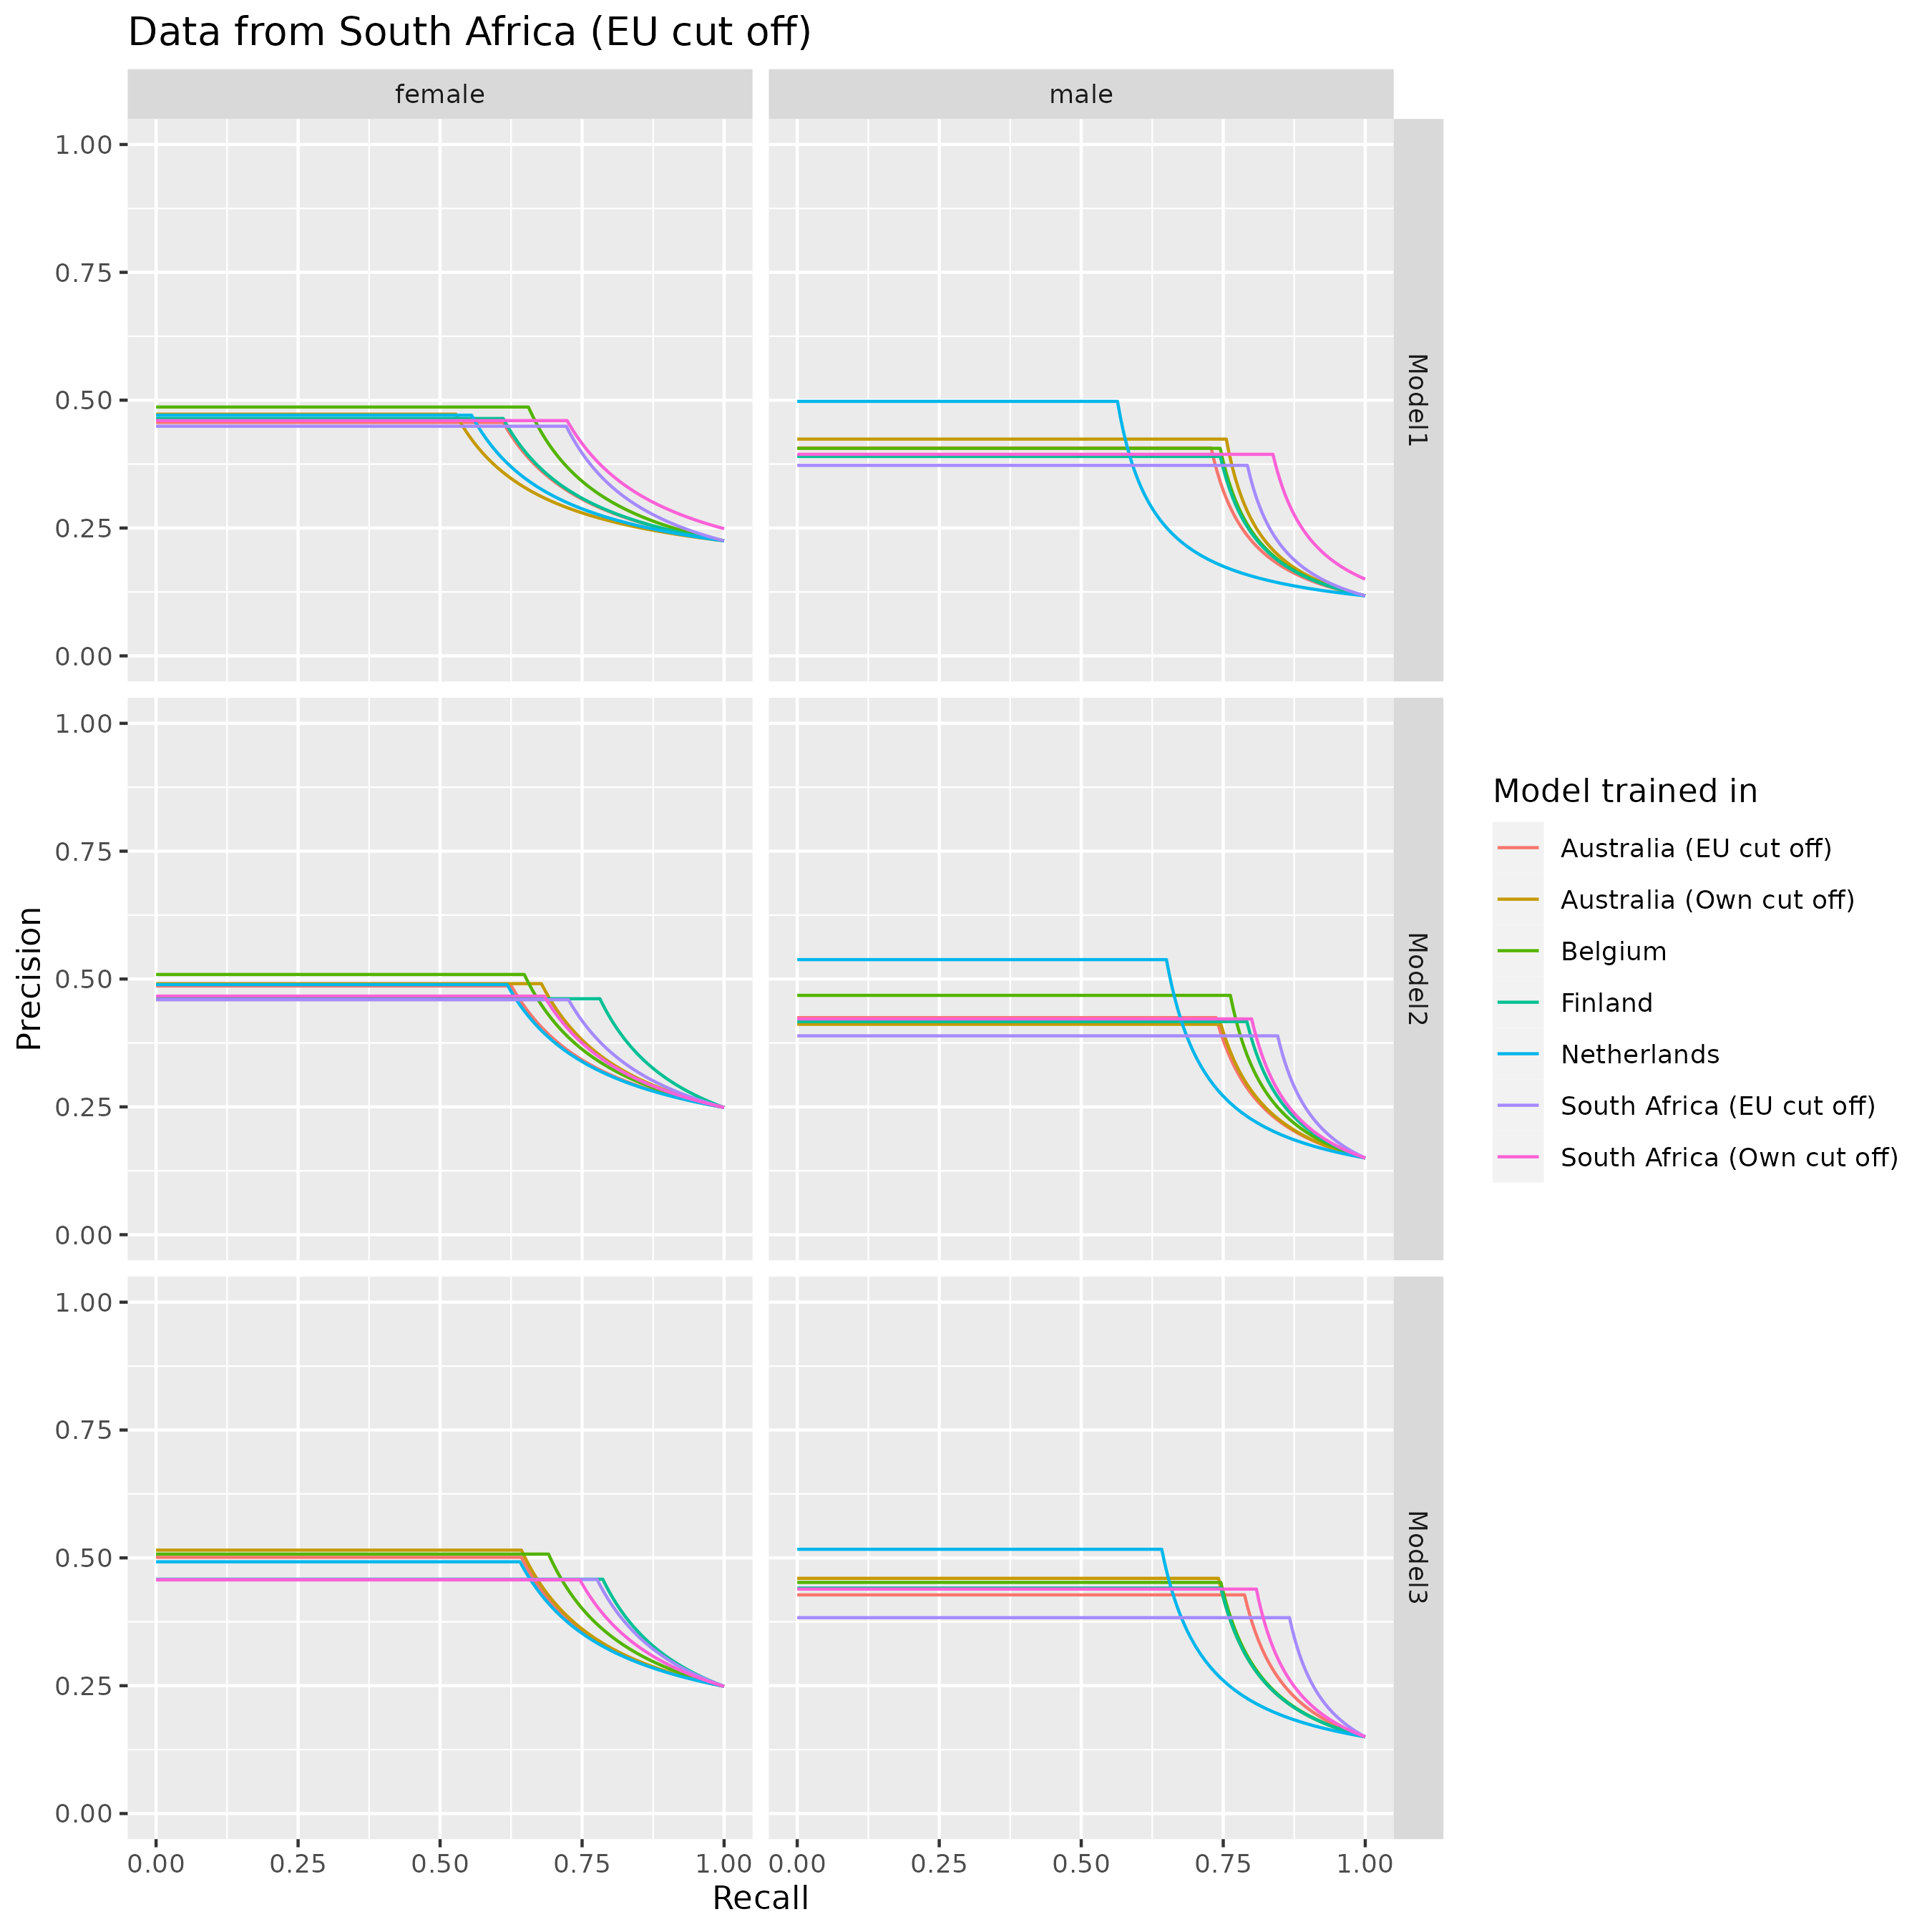 Data from South Africa (EU cut off)
female
male
1.00
0.75
0.50
0.25
0.00
Model1
1.00
0.75
0.50
0.25
0.00
Model2
1.00
0.75
0.50
0.25
0.00
Model3
Precision
0.00 0.25 0.50 0.75 1.00
0.00 0.25 0.50 0.75 1.00
Recall
Model trained in
Australia (EU cut off)
Australia (Own cut off)
Belgium
Finland
Netherlands
South Africa (EU cut off)
South Africa (Own cut off)